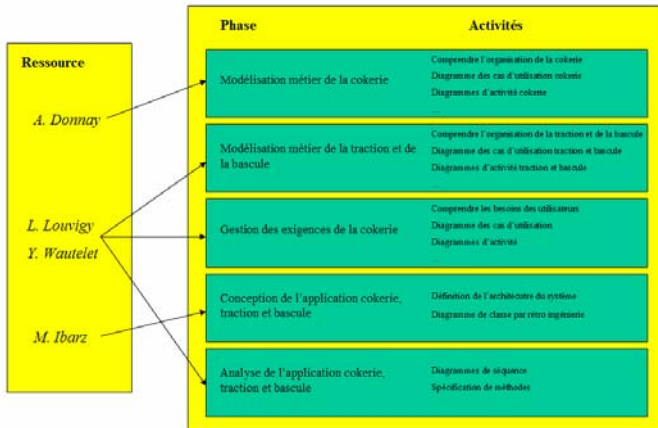 Phase
Activités
Ressource
A. Donnay
L. Louvigy
Y. Wautelet
M. Ibarz
Modélisation métier de la cokerie
Comprendre l'organisation de la cokerie
Diagramme des cas d'utilisation cokerie
Diagrammes d'activité cokerie
...
Modélisation métier de la traction et de
la bascule
Comprendre l'organisation de la traction et de la bascule
Diagramme des cas d'utilisation traction et bascule
Diagrammes d'activité traction et bascule
...
Gestion des exigences de la cokerie
Comprendre les besoins des utilisateurs
Diagramme des cas d'utilisation
Diagrammes d'activité
...
Conception de l'application cokerie,
traction et bascule
Définition de l'architecutre du système
Diagramme de classe par rétro ingénierie
Analyse de l'application cokerie,
traction et bascule
Diagrammes de séquence
Spécification de méthodes